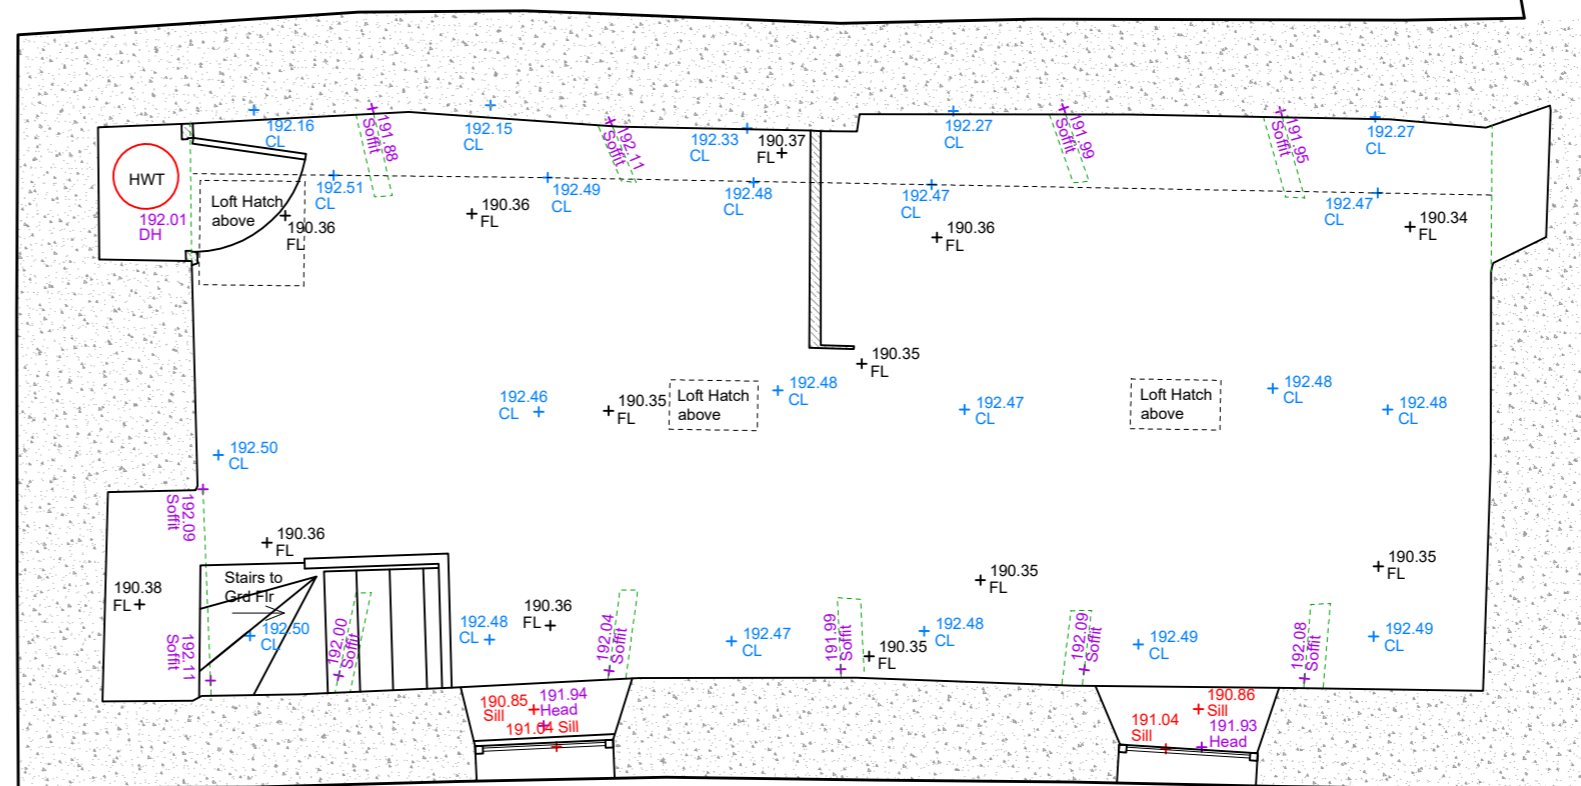 192.16
CL
191.88
Soffit
192.15
CL
192.11
Soffit
192.33
CL
190.37
FL
192.27
CL
191.99
Soffit
191.95
Soffit
192.27
CL
HWT
192.01
DH
Loft Hatch
above
192.51
CL
190.36
FL
190.36
FL
192.49
CL
192.48
CL
192.47
CL
190.36
FL
192.47
CL
190.34
FL
190.35
FL
192.46
CL
190.35
FL
Loft Hatch
above
192.48
CL
192.47
CL
Loft Hatch
above
192.48
CL
192.48
CL
192.50
CL
192.09
Soffit
190.36
FL
190.38
FL
Stairs to
Grd Flr
192.50
CL
192.11
Soffit
192.00
Soffit
192.48
CL
190.36
FL
192.04
Soffit
192.47
CL
191.99
Soffit
190.35
FL
192.48
CL
190.35
FL
192.09
Soffit
192.49
CL
192.08
Soffit
192.49
CL
190.35
FL
190.85
Sill
191.94
Head
191.04 Sill
190.86
Sill
191.04
Sill
191.93
Head